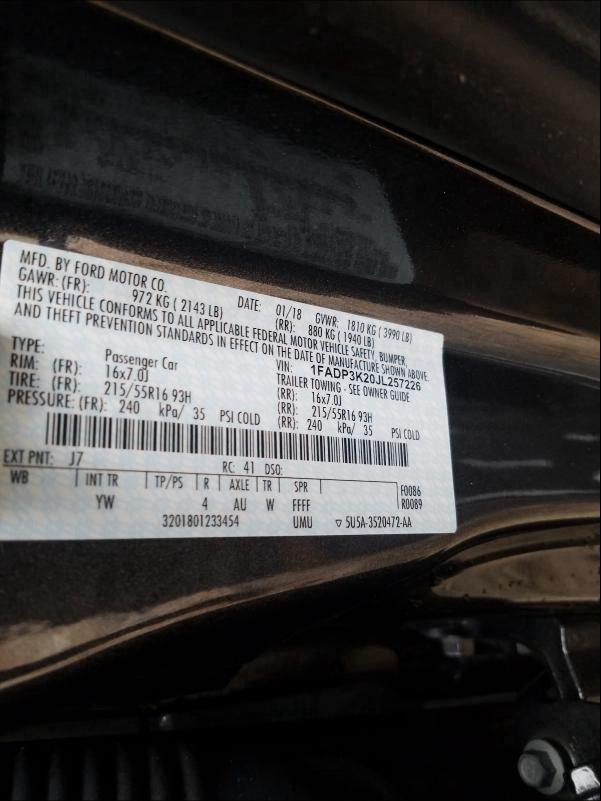 MFD. BY FORD MOTOR CO.
DATE: 01/18 GVWR: 1810 KG ( 3990 LB)
GAWR: (FR): 972 KG ( 2143 LB) (RR): 880 KG ( 1940 LB)
THIS VEHICLE CONFORMS TO ALL APPLICABLE FEDERAL MOTOR VEHICLE SAFETY, BUMPER,
AND THEFT PREVENTION STANDARDS IN EFFECT ON THE DATE OF MANUFACTURE SHOWN ABOVE.
VIN: 1FADP3K20JL257226
TYPE: Passenger Car TRAILER TOWING - SEE OWNER GUIDE
RIM: (FR): 16x7.0J (RR): 16x7.0J
TIRE: (FR): 215/55R16 93H (RR): 215/55R16 93H
PRESSURE: (FR): 240 kPa/ 35 PSI COLD (RR): 240 kPa/ 35 PSI COLD
EXT PNT: J7 RC: 41 DSO:
WB INT TR TP/PS R AXLE TR SPR F0086
YW 4 AU W FFFF R0089
3201801233454 UMU ▽ 5U5A-3520472-AA